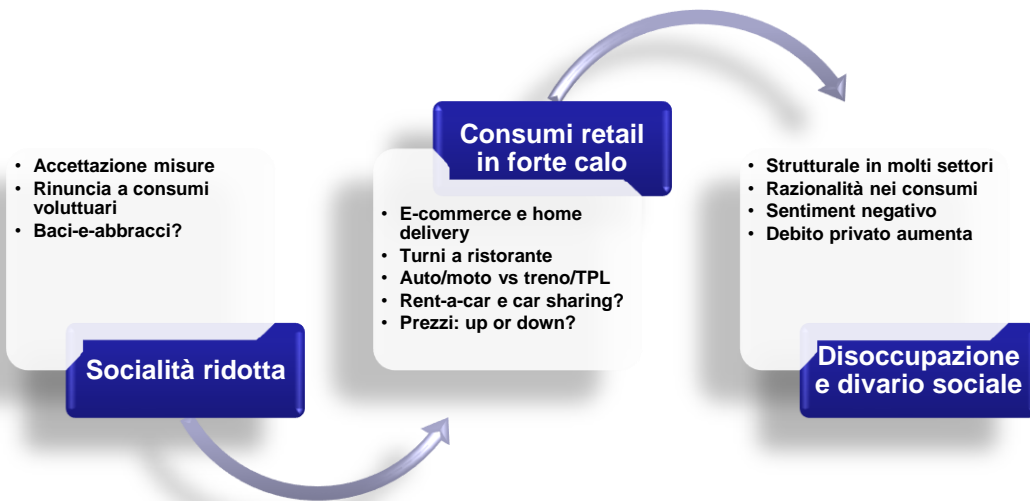 • Accettazione misure
• Rinuncia a consumi
voluttuari
• Baci-e-abbracci?
Socialità ridotta
Consumi retail
in forte calo
• E-commerce e home
delivery
• Turni a ristorante
• Auto/moto vs treno/TPL
• Rent-a-car e car sharing?
• Prezzi: up or down?
• Strutturale in molti settori
• Razionalità nei consumi
• Sentiment negativo
• Debito privato aumenta
Disoccupazione
e divario sociale